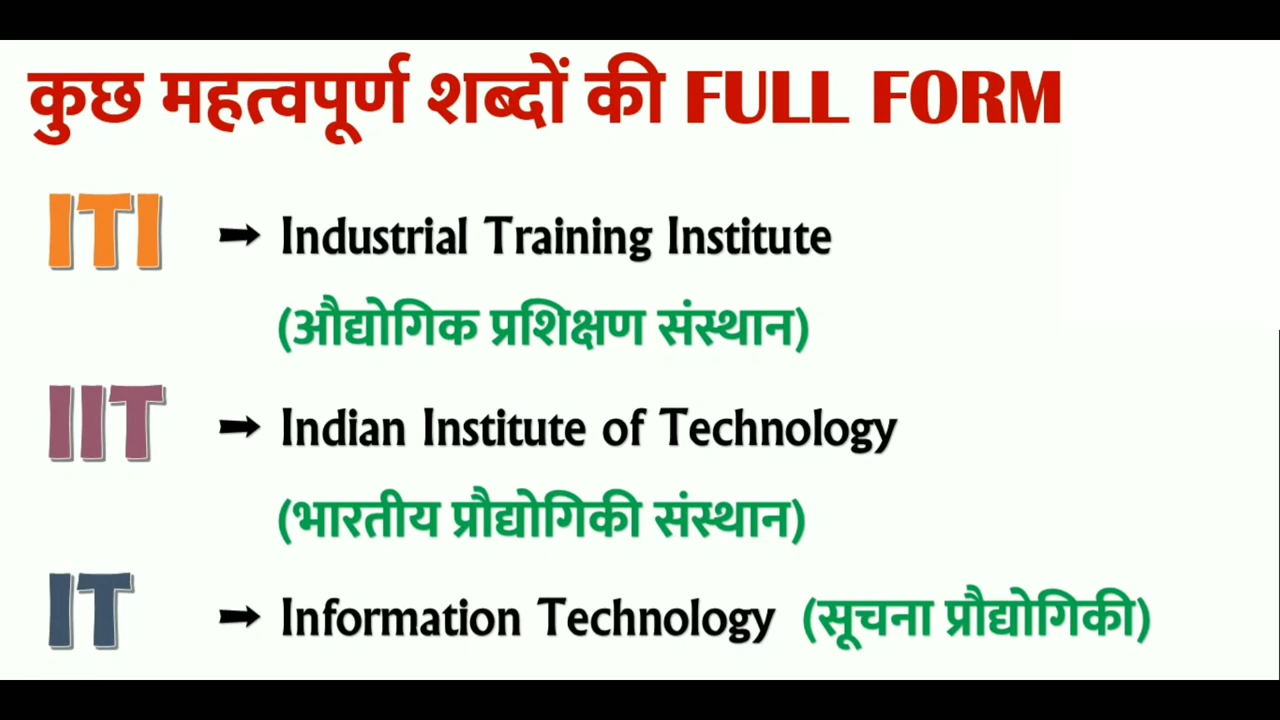 कुछ महत्वपूर्ण शब्दों की FULL FORM
ITI ➡ Industrial Training Institute
(औद्योगिक प्रशिक्षण संस्थान)
IIT ➡ Indian Institute of Technology
(भारतीय प्रौद्योगिकी संस्थान)
IT ➡ Information Technology (सूचना प्रौद्योगिकी)